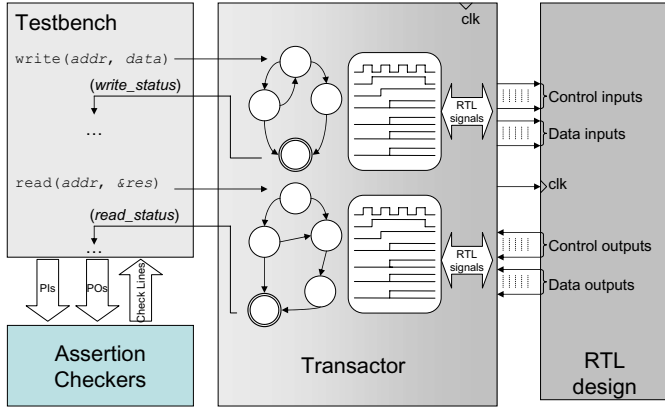 Testbench
write(addr, data)
(write_status)
...
read(addr, &res)
(read_status)
...
PIs
POs
Check Lines
Assertion
Checkers
clk
RTL
signals
RTL
signals
Transactor
Control inputs
Data inputs
clk
Control outputs
Data outputs
RTL
design